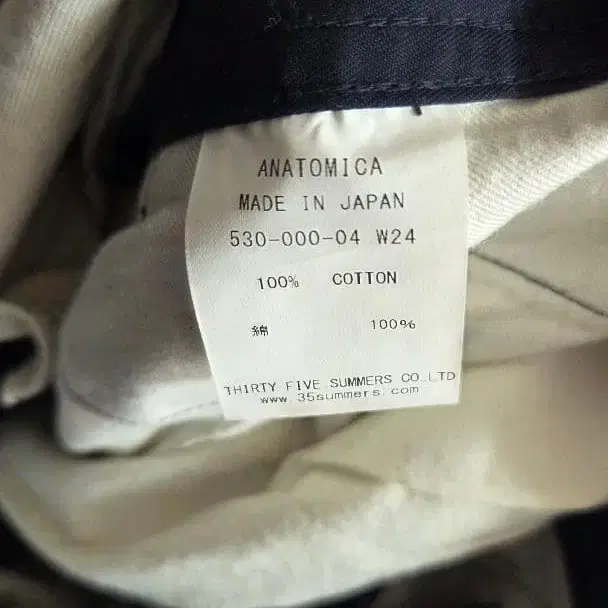 ANATOMICA
MADE IN JAPAN
530-000-04 W24
100% COTTON
綿 100%
THIRTY FIVE SUMMERS CO.LTD
www.35summers.com